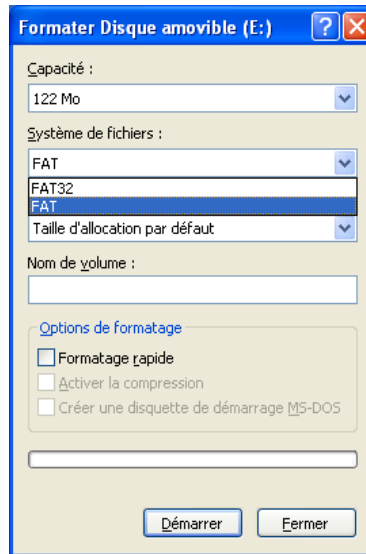 Formater Disque amovible (E:)
Capacité :
122 Mo
Système de fichiers :
FAT
FAT32
FAT
Taille d'allocation par défaut
Nom de volume :
Options de formatage
Formatage rapide
Activer la compression
Créer une disquette de démarrage MS-DOS
Démarrer
Fermer